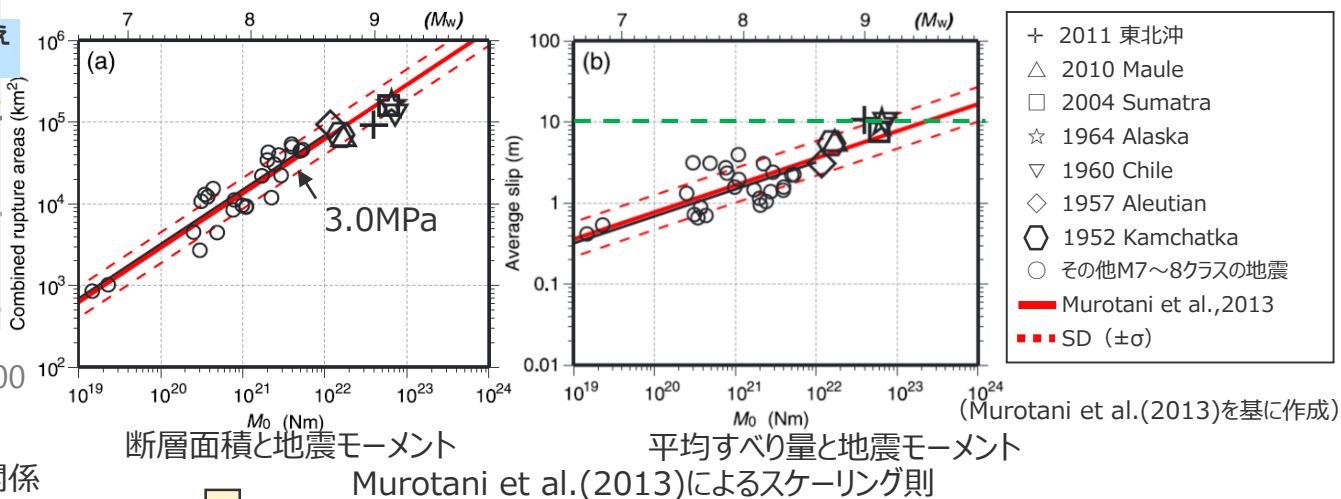 7 8 9 (Mw)
10⁶
10⁵
10⁴
10³
10²
Combined rupture areas (km²)
(a)
3.0MPa
10¹⁹ 10²⁰ 10²¹ 10²² 10²³ 10²⁴
M₀ (Nm)
断層面積と地震モーメント
7 8 9 (Mw)
100
10
1
0.1
0.01
Average slip (m)
(b)
10¹⁹ 10²⁰ 10²¹ 10²² 10²³ 10²⁴
M₀ (Nm)
平均すべり量と地震モーメント
2011 東北沖
2010 Maule
2004 Sumatra
1964 Alaska
1960 Chile
1957 Aleutian
1952 Kamchatka
その他M7～8クラスの地震
Murotani et al.,2013
SD（±σ）
（Murotani et al.(2013)を基に作成）
00
関係
Murotani et al.(2013)によるスケーリング則